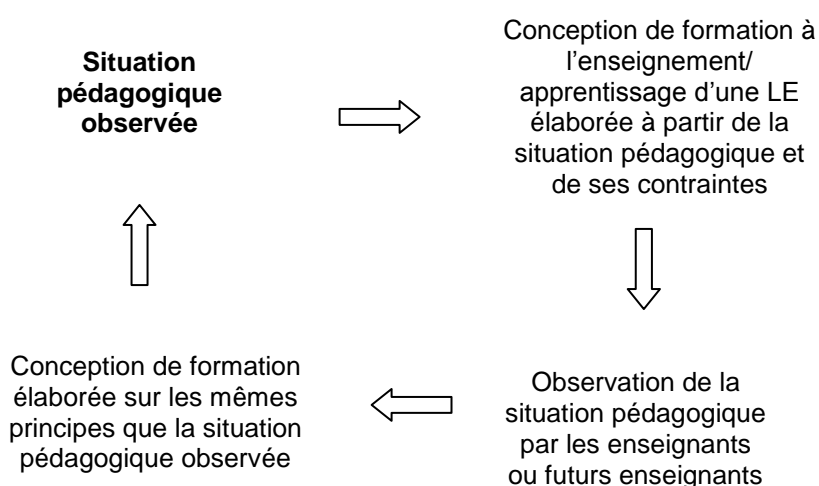 Situation
pédagogique
observée
Conception de formation à
l’enseignement/
apprentissage d’une LE
élaborée à partir de la
situation pédagogique et
de ses contraintes
Observation de la
situation pédagogique
par les enseignants
ou futurs enseignants
Conception de formation
élaborée sur les mêmes
principes que la situation
pédagogique observée